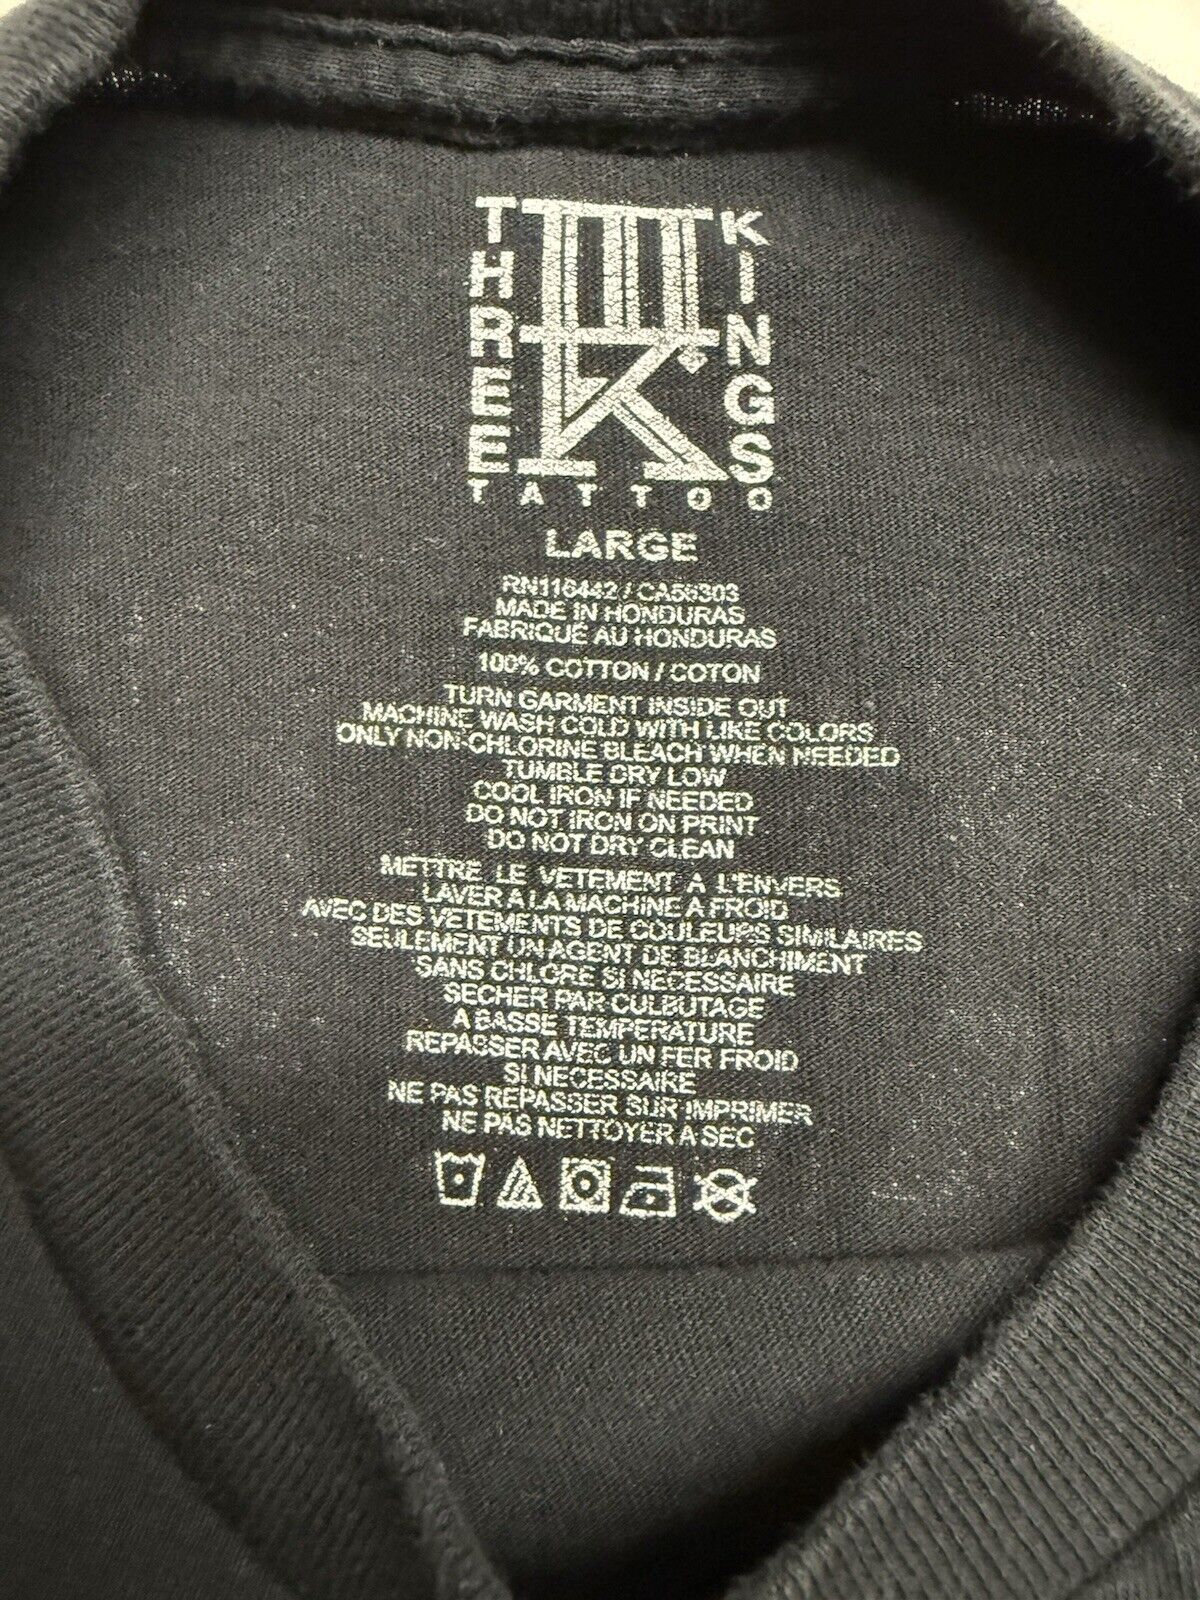 THREE
KINGS
TATTOO
LARGE
RN116442 / CA56303
MADE IN HONDURAS
FABRIQUÉ AU HONDURAS
100% COTTON / COTON
TURN GARMENT INSIDE OUT
MACHINE WASH COLD WITH LIKE COLORS
ONLY NON-CHLORINE BLEACH WHEN NEEDED
TUMBLE DRY LOW
COOL IRON IF NEEDED
DO NOT IRON ON PRINT
DO NOT DRY CLEAN
METTRE LE VETEMENT A L'ENVERS
LAVER A LA MACHINE A FROID
AVEC DES VETEMENTS DE COULEURS SIMILAIRES
SEULEMENT UN AGENT DE BLANCHIMENT
SANS CHLORE SI NECESSAIRE
SECHER PAR CULBUTAGE
A BASSE TEMPERATURE
REPASSER AVEC UN FER FROID
SI NECESSAIRE
NE PAS REPASSER SUR IMPRIMER
NE PAS NETTOYER A SEC